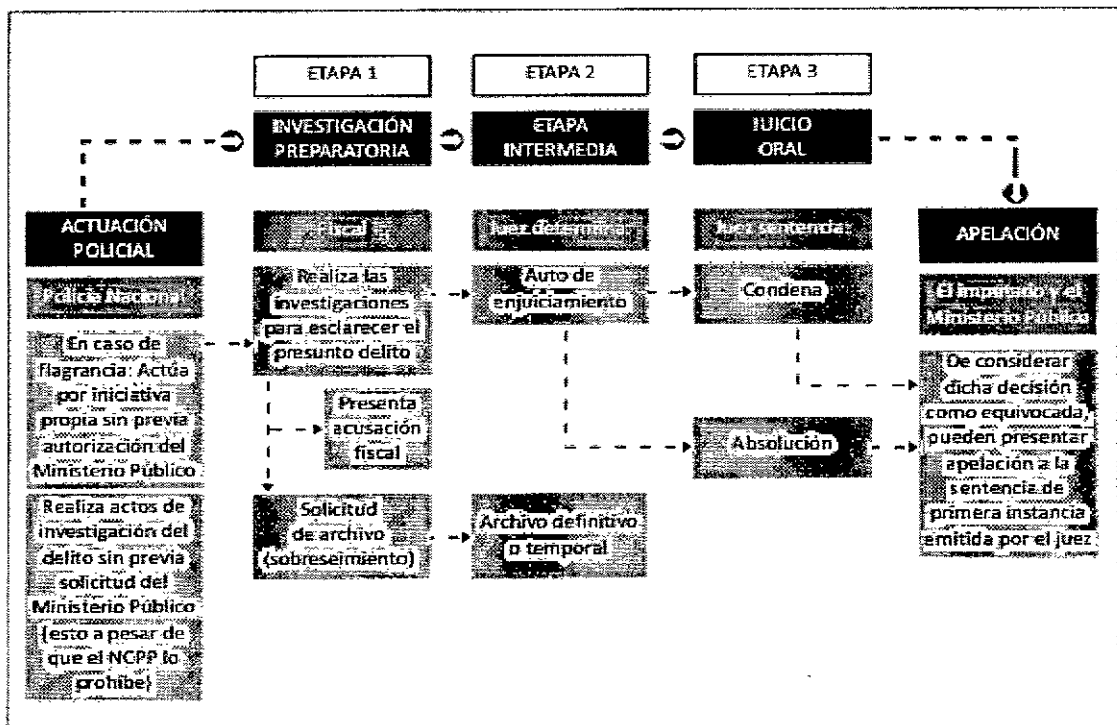 ETAPA 1
ETAPA 2
ETAPA 3
INVESTIGACIÓN
PREPARATORIA
ETAPA
INTERMEDIA
JUICIO
ORAL
ACTUACIÓN
POLICIAL
Policía Nacional
En caso de
flagrancia: Actúa
por iniciativa
propia sin previa
autorización del
Ministerio Público
Realiza actos de
investigación del
delito sin previa
solicitud del
Ministerio Público
(esto a pesar de
que el NCPP lo
prohíbe)
Fiscal
Realiza las
investigaciones
para esclarecer el
presunto delito
Presenta
acusación
fiscal
Solicitud
de archivo
(sobreseimiento)
Juez determina:
Auto de
enjuiciamiento
Archivo definitivo
o temporal
Juez sentencia:
Condena
Absolución
APELACIÓN
El imputado y el
Ministerio Público
De considerar
dicha decisión
como equivocada,
pueden presentar
apelación a la
sentencia de
primera instancia
emitida por el juez